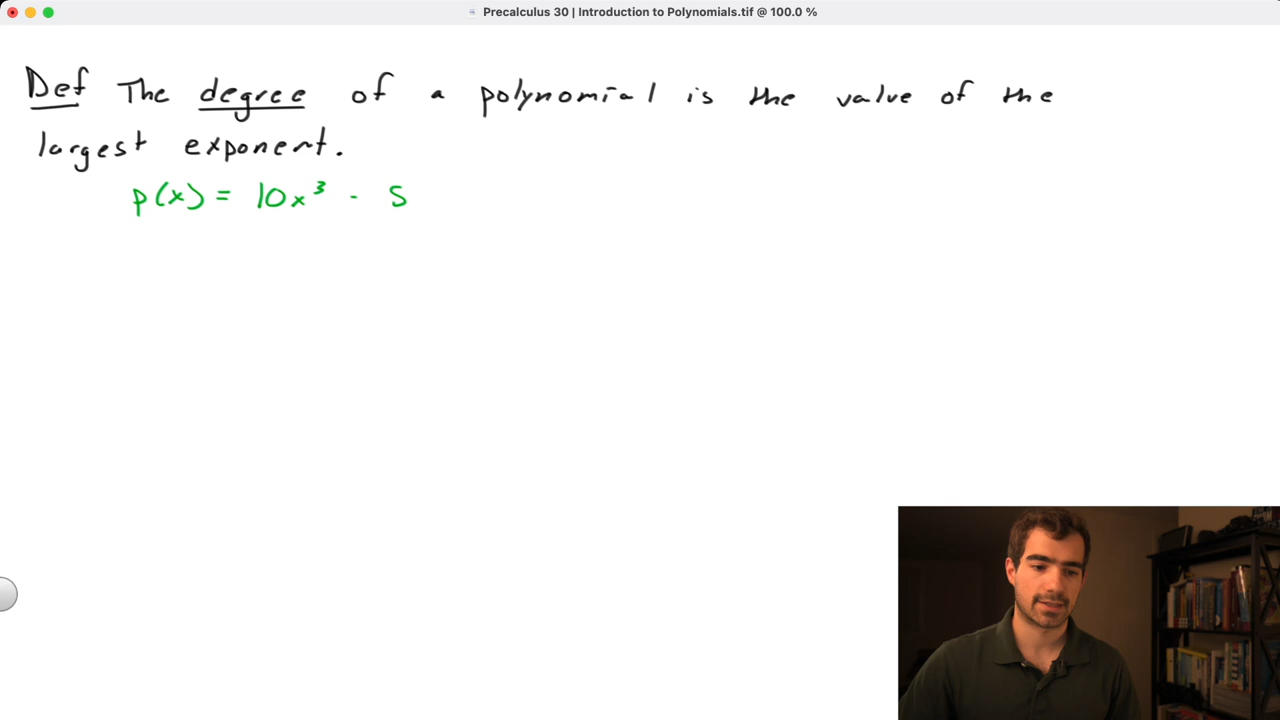 Precalculus 30 | Introduction to Polynomials.tif @ 100.0 %
Def The degree of a polynomial is the value of the
largest exponent.
p(x) = 10x³ - 5